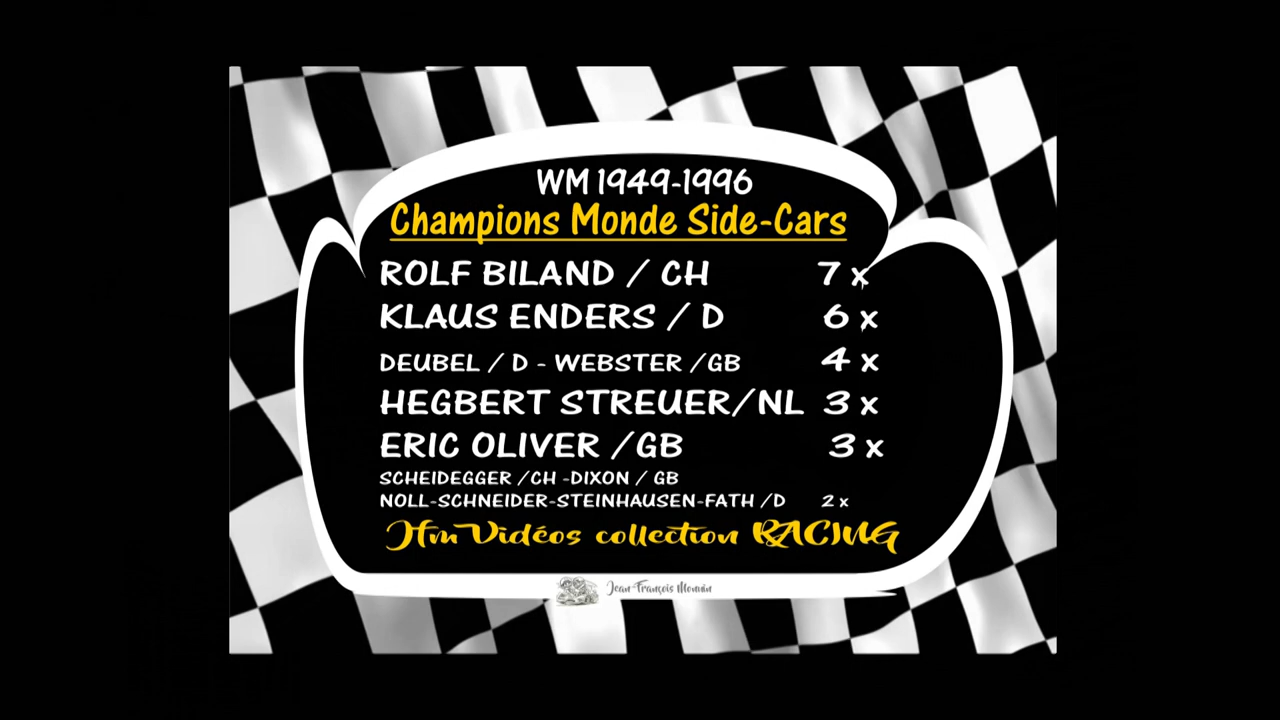 WM 1949-1996
Champions Monde Side-Cars
ROLF BILAND / CH 7 x
KLAUS ENDERS / D 6 x
DEUBEL / D - WEBSTER /GB 4 x
HEGBERT STREUER/NL 3 x
ERIC OLIVER /GB 3 x
SCHEIDEGGER /CH -DIXON / GB
NOLL-SCHNEIDER-STEINHAUSEN-FATH /D 2 x
Jfm Vidéos collection RACING
Jean-François Monnin